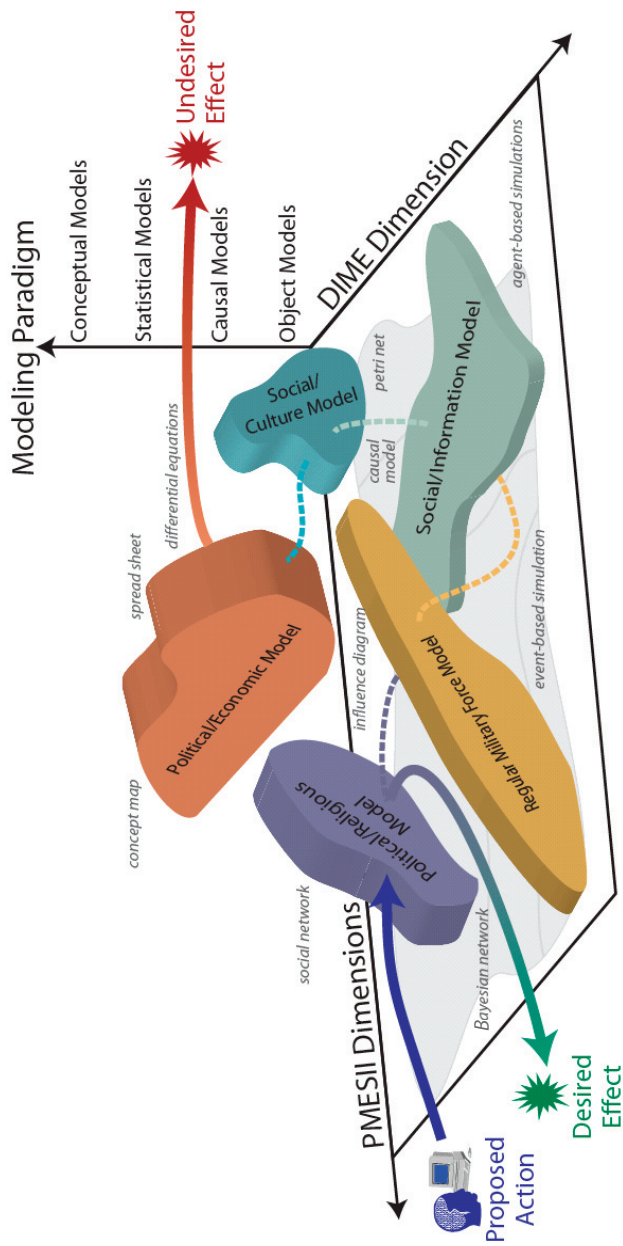 Modeling Paradigm
Conceptual Models
Statistical Models
Causal Models
Object Models
Undesired
Effect
DIME Dimension
PMESII Dimensions
concept map
spread sheet
differential equations
Political/Economic Model
Social/
Culture Model
social network
Political/Religious
Model
influence diagram
causal
model
petri net
Social/Information Model
agent-based simulations
Regular Military Force Model
event-based simulation
Bayesian network
Proposed
Action
Desired
Effect